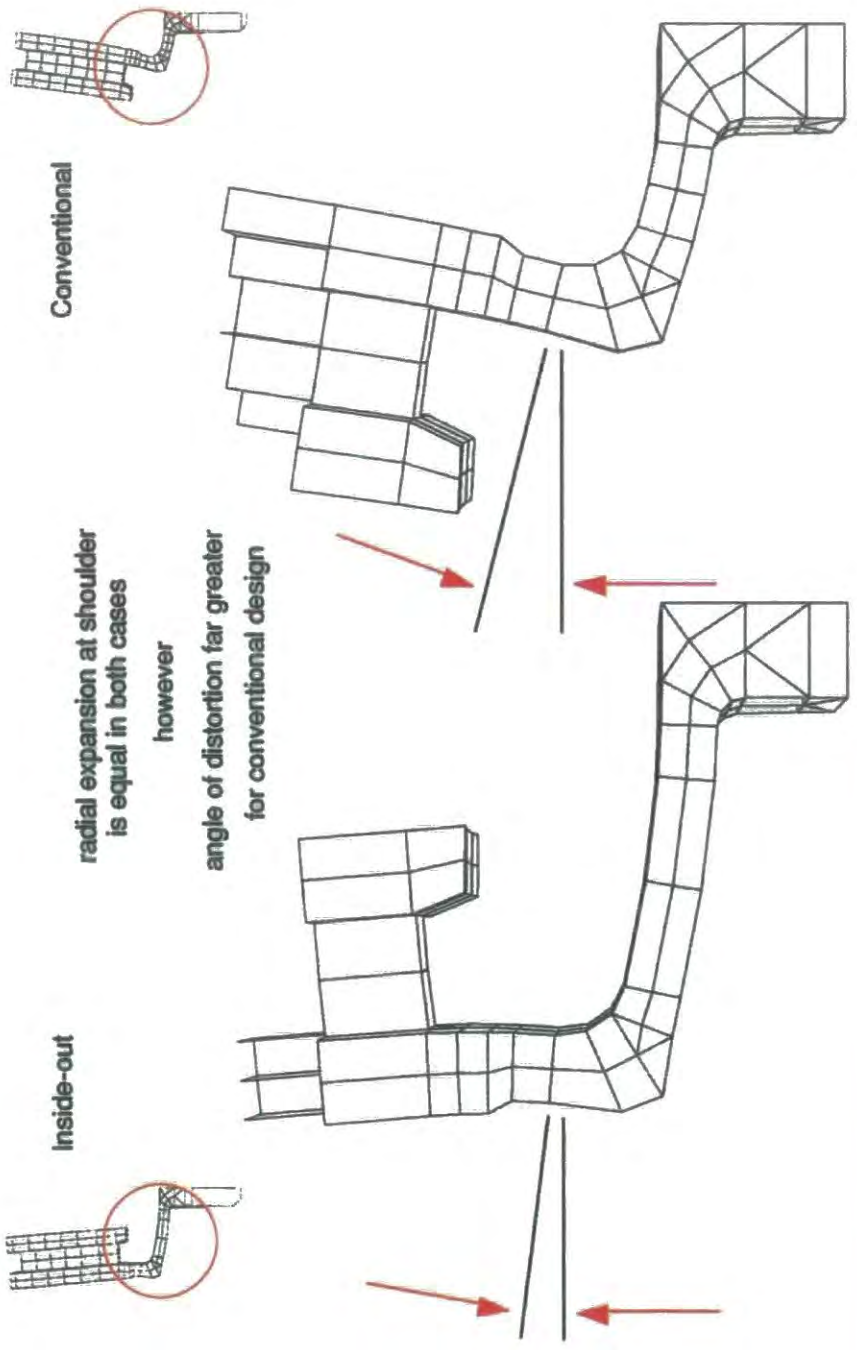 Conventional
radial expansion at shoulder
is equal in both cases
however
angle of distortion far greater
for conventional design
Inside-out